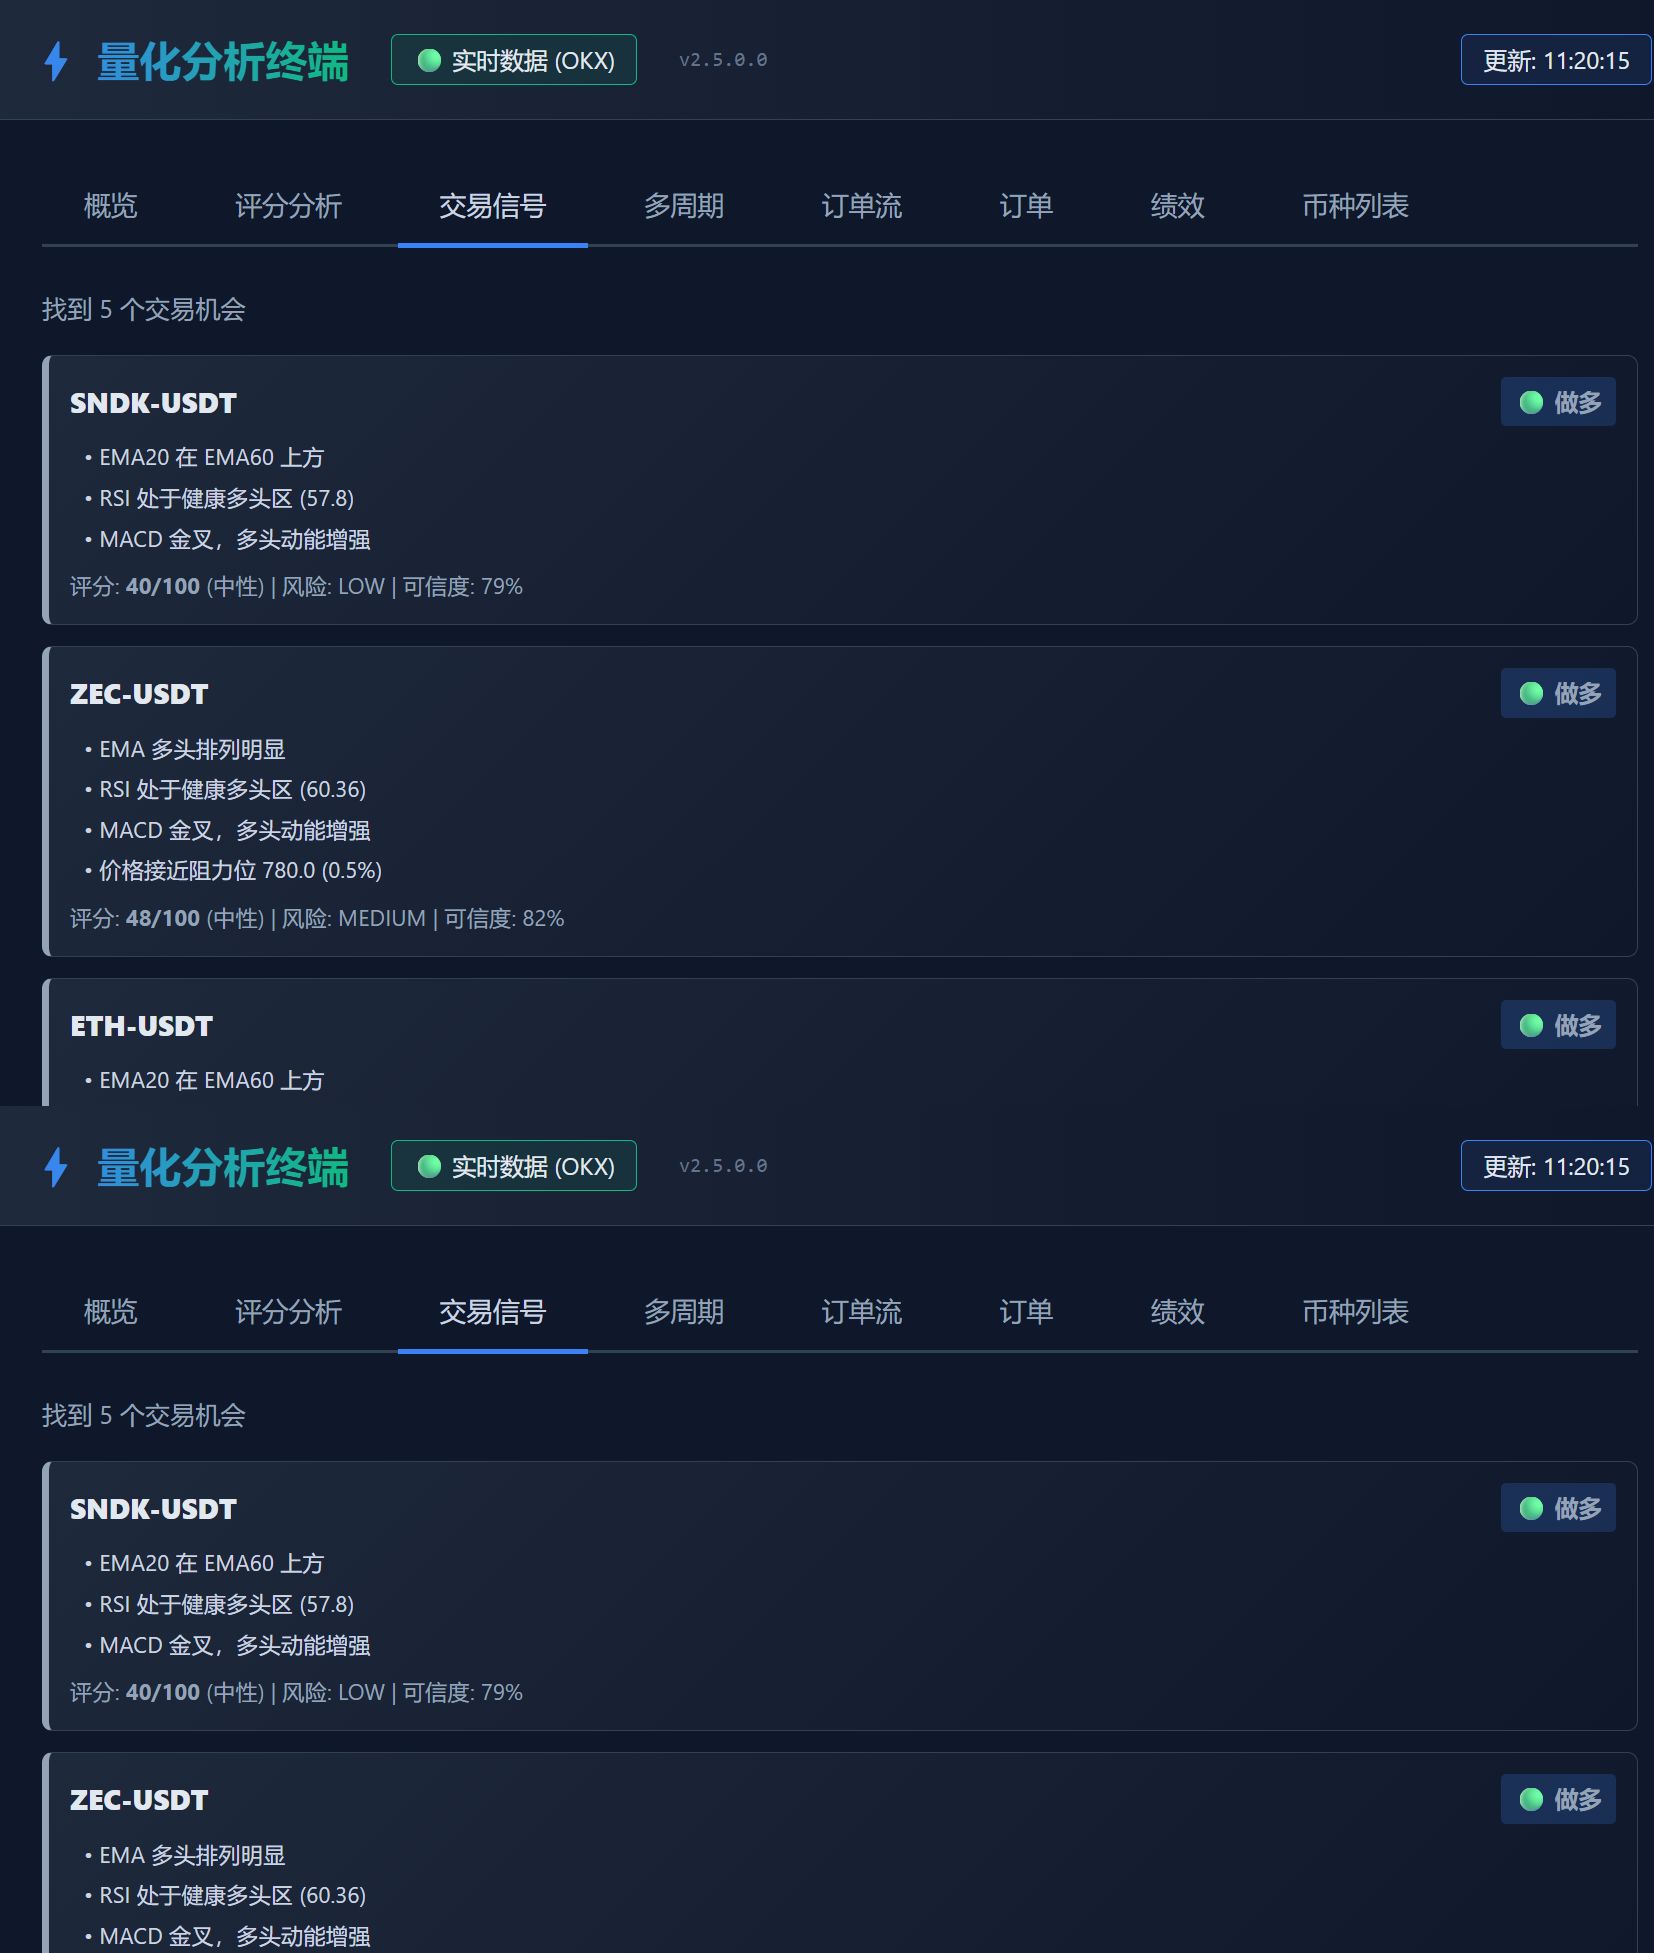 量化分析终端 实时数据 (OKX) v2.5.0.0 更新: 11:20:15
概览 评分分析 交易信号 多周期 订单流 订单 绩效 币种列表
找到 5 个交易机会
SNDK-USDT 做多
• EMA20 在 EMA60 上方
• RSI 处于健康多头区 (57.8)
• MACD 金叉，多头动能增强
评分: 40/100 (中性) | 风险: LOW | 可信度: 79%
ZEC-USDT 做多
• EMA 多头排列明显
• RSI 处于健康多头区 (60.36)
• MACD 金叉，多头动能增强
• 价格接近阻力位 780.0 (0.5%)
评分: 48/100 (中性) | 风险: MEDIUM | 可信度: 82%
ETH-USDT 做多
• EMA20 在 EMA60 上方
量化分析终端 实时数据 (OKX) v2.5.0.0 更新: 11:20:15
概览 评分分析 交易信号 多周期 订单流 订单 绩效 币种列表
找到 5 个交易机会
SNDK-USDT 做多
• EMA20 在 EMA60 上方
• RSI 处于健康多头区 (57.8)
• MACD 金叉，多头动能增强
评分: 40/100 (中性) | 风险: LOW | 可信度: 79%
ZEC-USDT 做多
• EMA 多头排列明显
• RSI 处于健康多头区 (60.36)
• MACD 金叉，多头动能增强